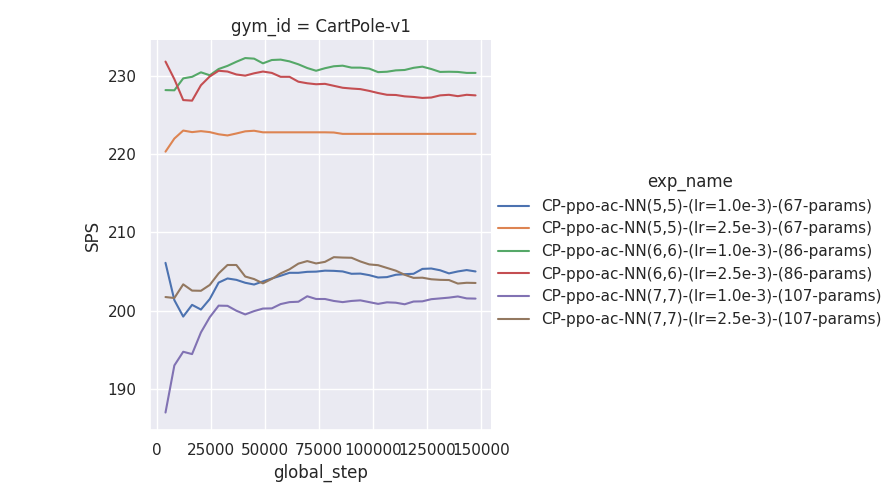 gym_id = CartPole-v1
230
220
210
200
190
SPS
0 25000 50000 75000 100000 125000 150000
global_step
exp_name
CP-ppo-ac-NN(5,5)-(lr=1.0e-3)-(67-params)
CP-ppo-ac-NN(5,5)-(lr=2.5e-3)-(67-params)
CP-ppo-ac-NN(6,6)-(lr=1.0e-3)-(86-params)
CP-ppo-ac-NN(6,6)-(lr=2.5e-3)-(86-params)
CP-ppo-ac-NN(7,7)-(lr=1.0e-3)-(107-params)
CP-ppo-ac-NN(7,7)-(lr=2.5e-3)-(107-params)